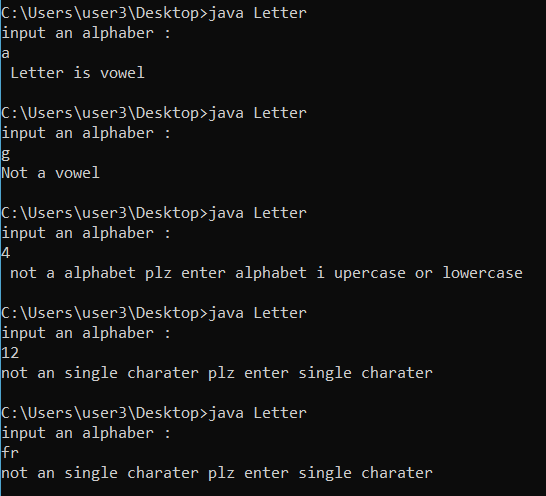 C:\Users\user3\Desktop>java Letter
input an alphaber :
a
 Letter is vowel
C:\Users\user3\Desktop>java Letter
input an alphaber :
g
Not a vowel
C:\Users\user3\Desktop>java Letter
input an alphaber :
4
 not a alphabet plz enter alphabet i upercase or lowercase
C:\Users\user3\Desktop>java Letter
input an alphaber :
12
not an single charater plz enter single charater
C:\Users\user3\Desktop>java Letter
input an alphaber :
fr
not an single charater plz enter single charater